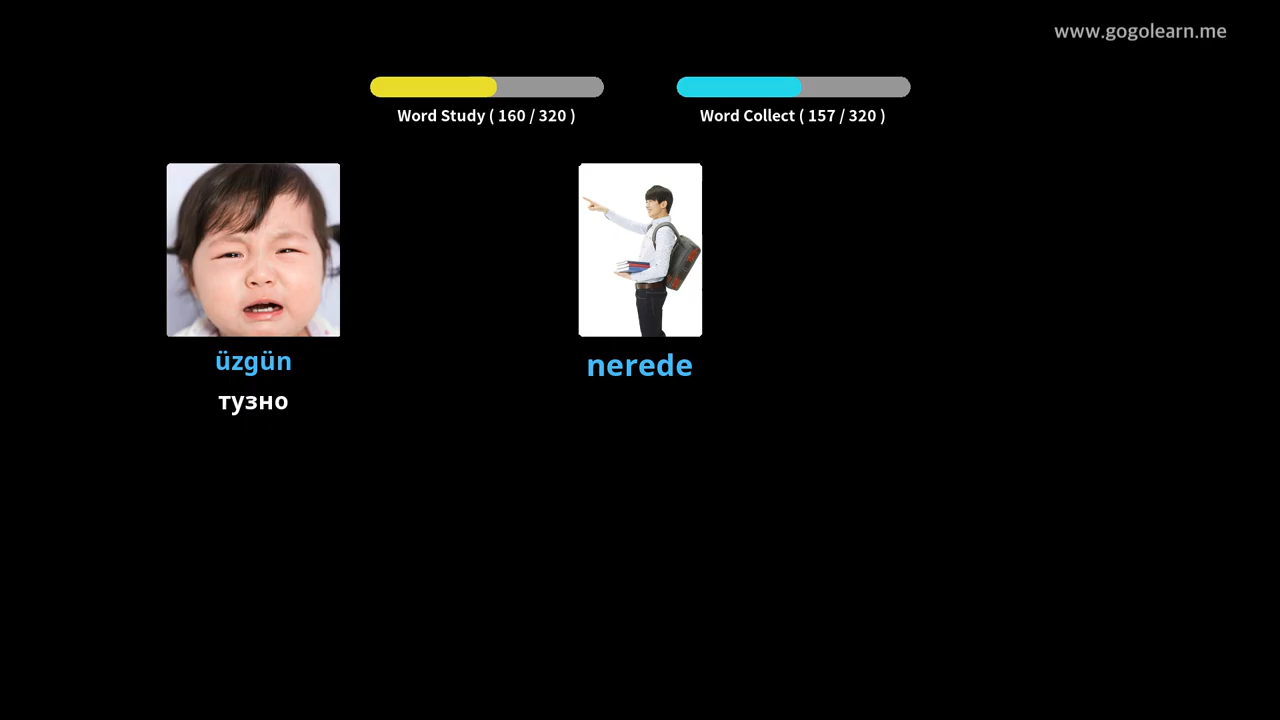 www.gogolearn.me
Word Study ( 160 / 320 )
Word Collect ( 157 / 320 )
üzgün
тузно
nerede